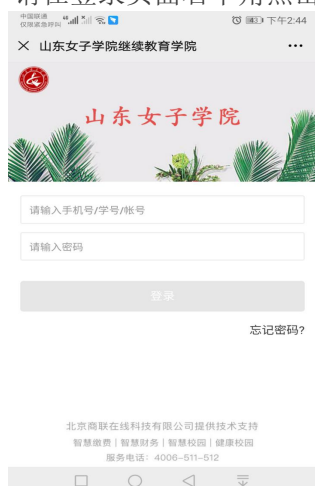 中国联通
仅限紧急呼叫
下午2:44
山东女子学院继续教育学院
山东女子学院
请输入手机号/学号/帐号
请输入密码
登录
忘记密码?
北京商联在线科技有限公司提供技术支持
智慧缴费 | 智慧财务 | 智慧校园 | 健康校园
服务电话：4006-511-512